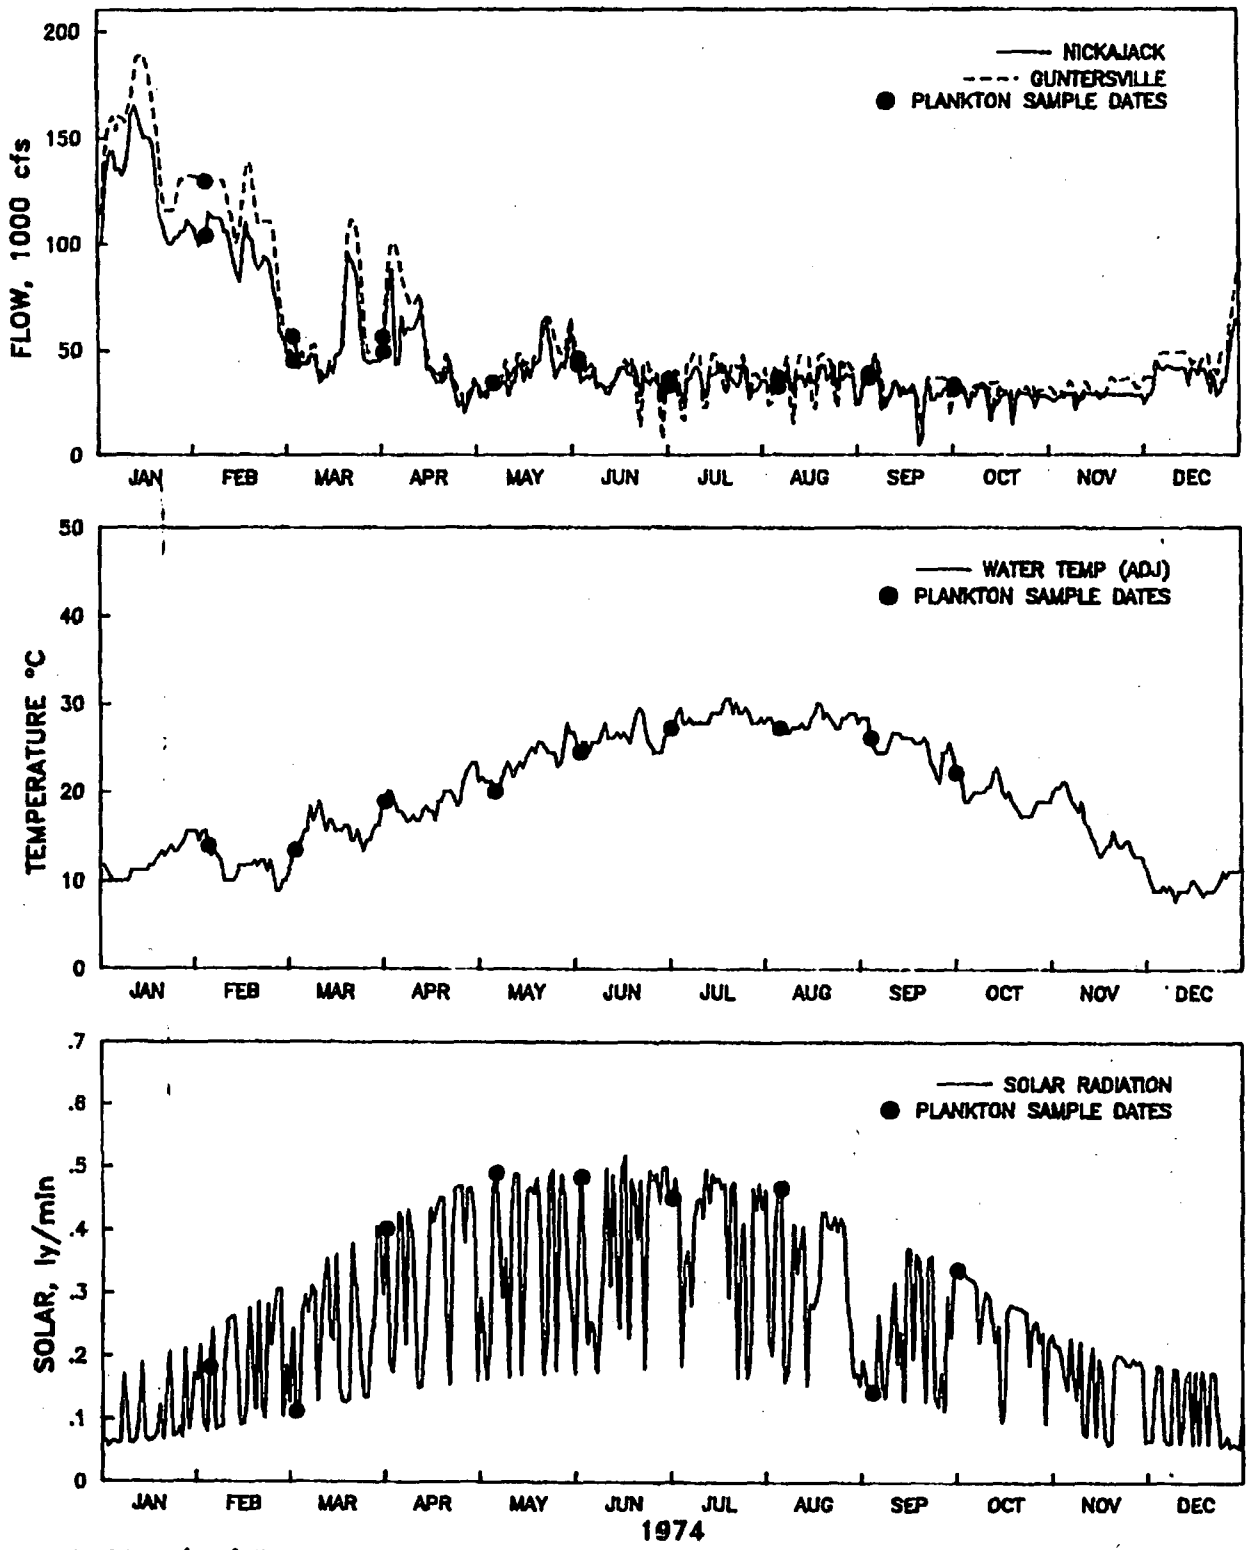 200
150
100
50
0
FLOW, 1000 cfs
NICKAJACK
GUNTERSVILLE
PLANKTON SAMPLE DATES
JAN FEB MAR APR MAY JUN JUL AUG SEP OCT NOV DEC
50
40
30
20
10
0
TEMPERATURE °C
WATER TEMP (ADJ)
PLANKTON SAMPLE DATES
JAN FEB MAR APR MAY JUN JUL AUG SEP OCT NOV DEC
.7
.6
.5
.4
.3
.2
.1
0
SOLAR, ly/min
SOLAR RADIATION
PLANKTON SAMPLE DATES
JAN FEB MAR APR MAY JUN JUL AUG SEP OCT NOV DEC
1974